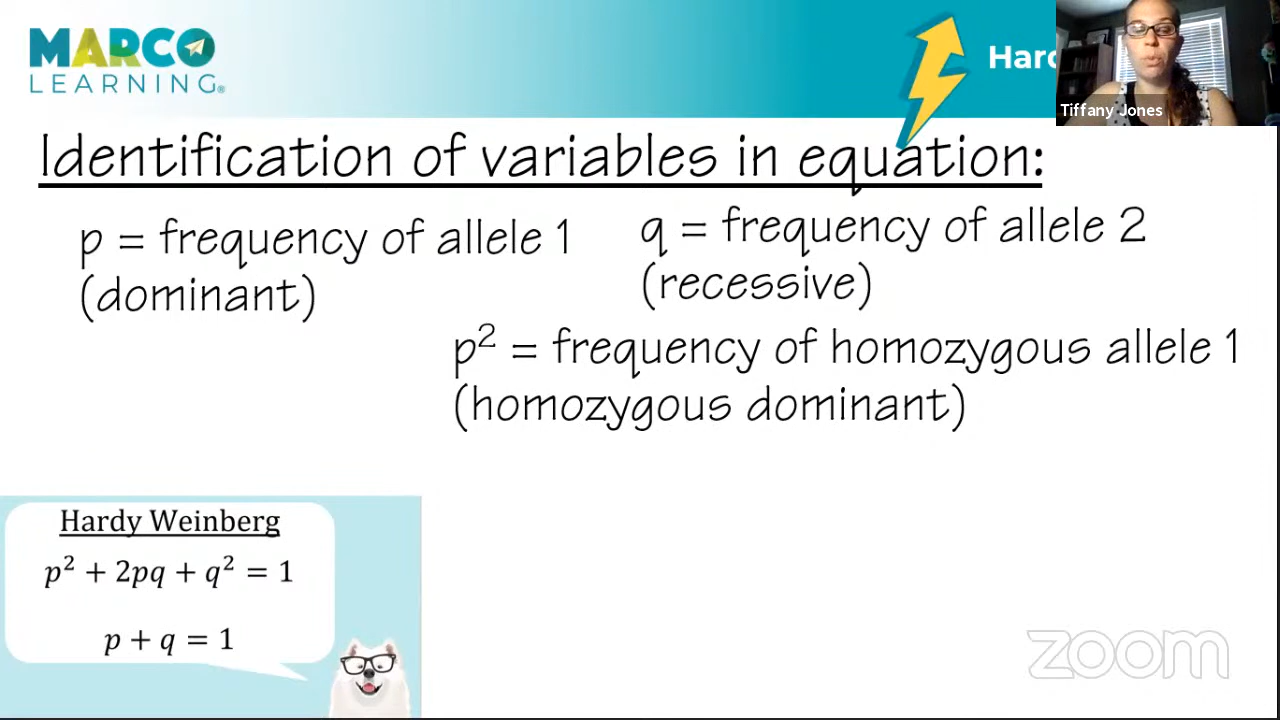 MARCO
LEARNING®
Tiffany Jones
Identification of variables in equation:
p = frequency of allele 1
(dominant)
q = frequency of allele 2
(recessive)
p² = frequency of homozygous allele 1
(homozygous dominant)
Hardy Weinberg
p² + 2pq + q² = 1
p + q = 1
zoom